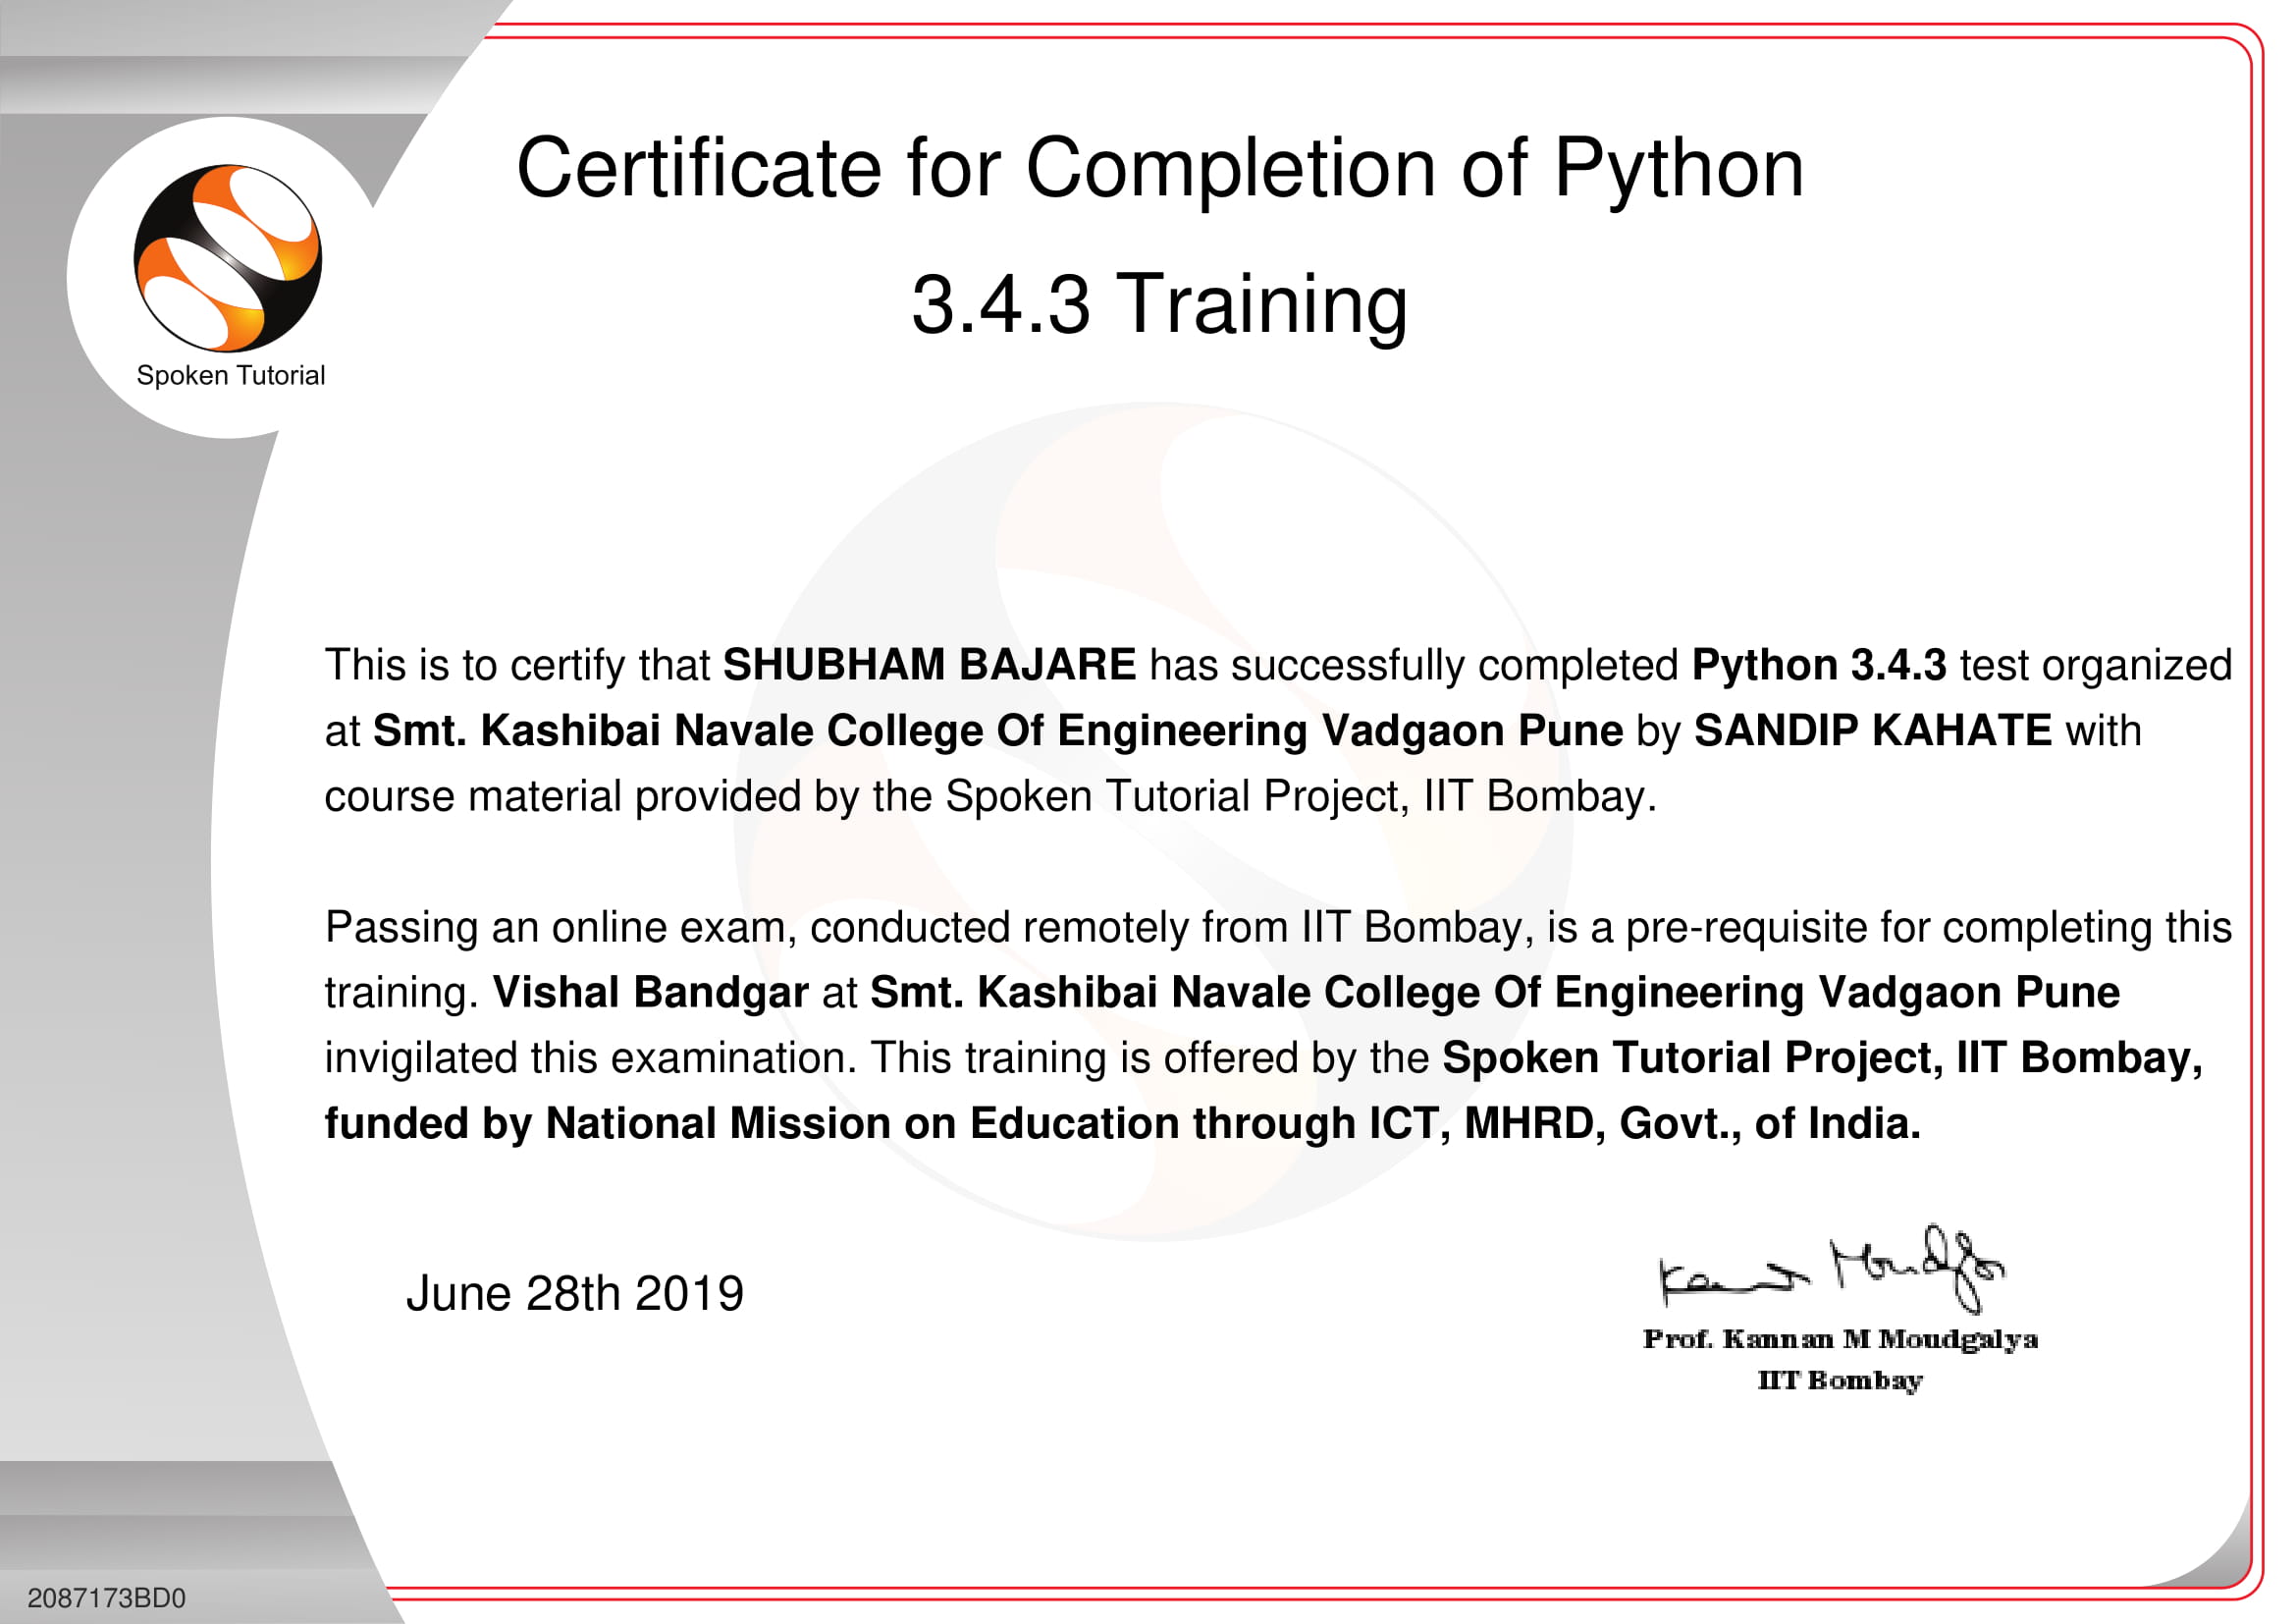 Certificate for Completion of Python
3.4.3 Training
Spoken Tutorial
This is to certify that SHUBHAM BAJARE has successfully completed Python 3.4.3 test organized
at Smt. Kashibai Navale College Of Engineering Vadgaon Pune by SANDIP KAHATE with
course material provided by the Spoken Tutorial Project, IIT Bombay.
Passing an online exam, conducted remotely from IIT Bombay, is a pre-requisite for completing this
training. Vishal Bandgar at Smt. Kashibai Navale College Of Engineering Vadgaon Pune
invigilated this examination. This training is offered by the Spoken Tutorial Project, IIT Bombay,
funded by National Mission on Education through ICT, MHRD, Govt., of India.
June 28th 2019
Kannan Moudgalya
Prof. Kannan M Moudgalya
IIT Bombay
2087173BD0